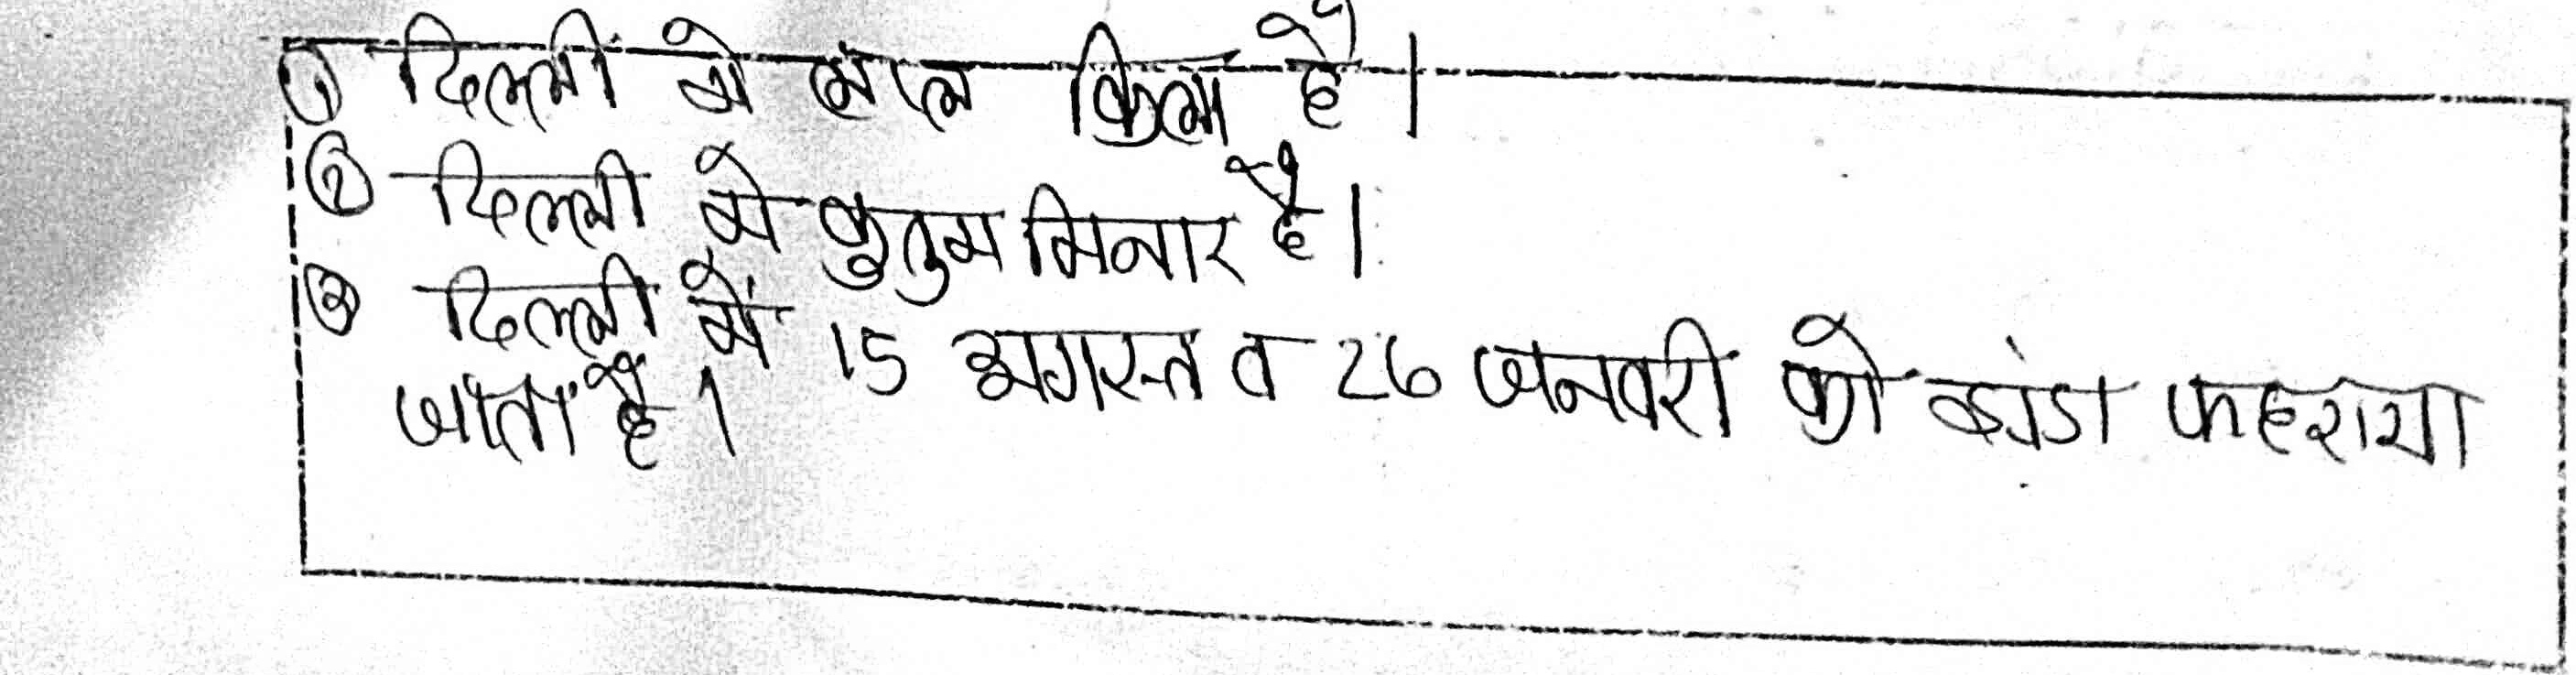 ① दिल्ली मे लाल किला है।
② दिल्ली मे कुतुम मिनार है।
③ दिल्ली में 15 अगस्त व 26 जनवरी को झंडा फहराया
जाता है।